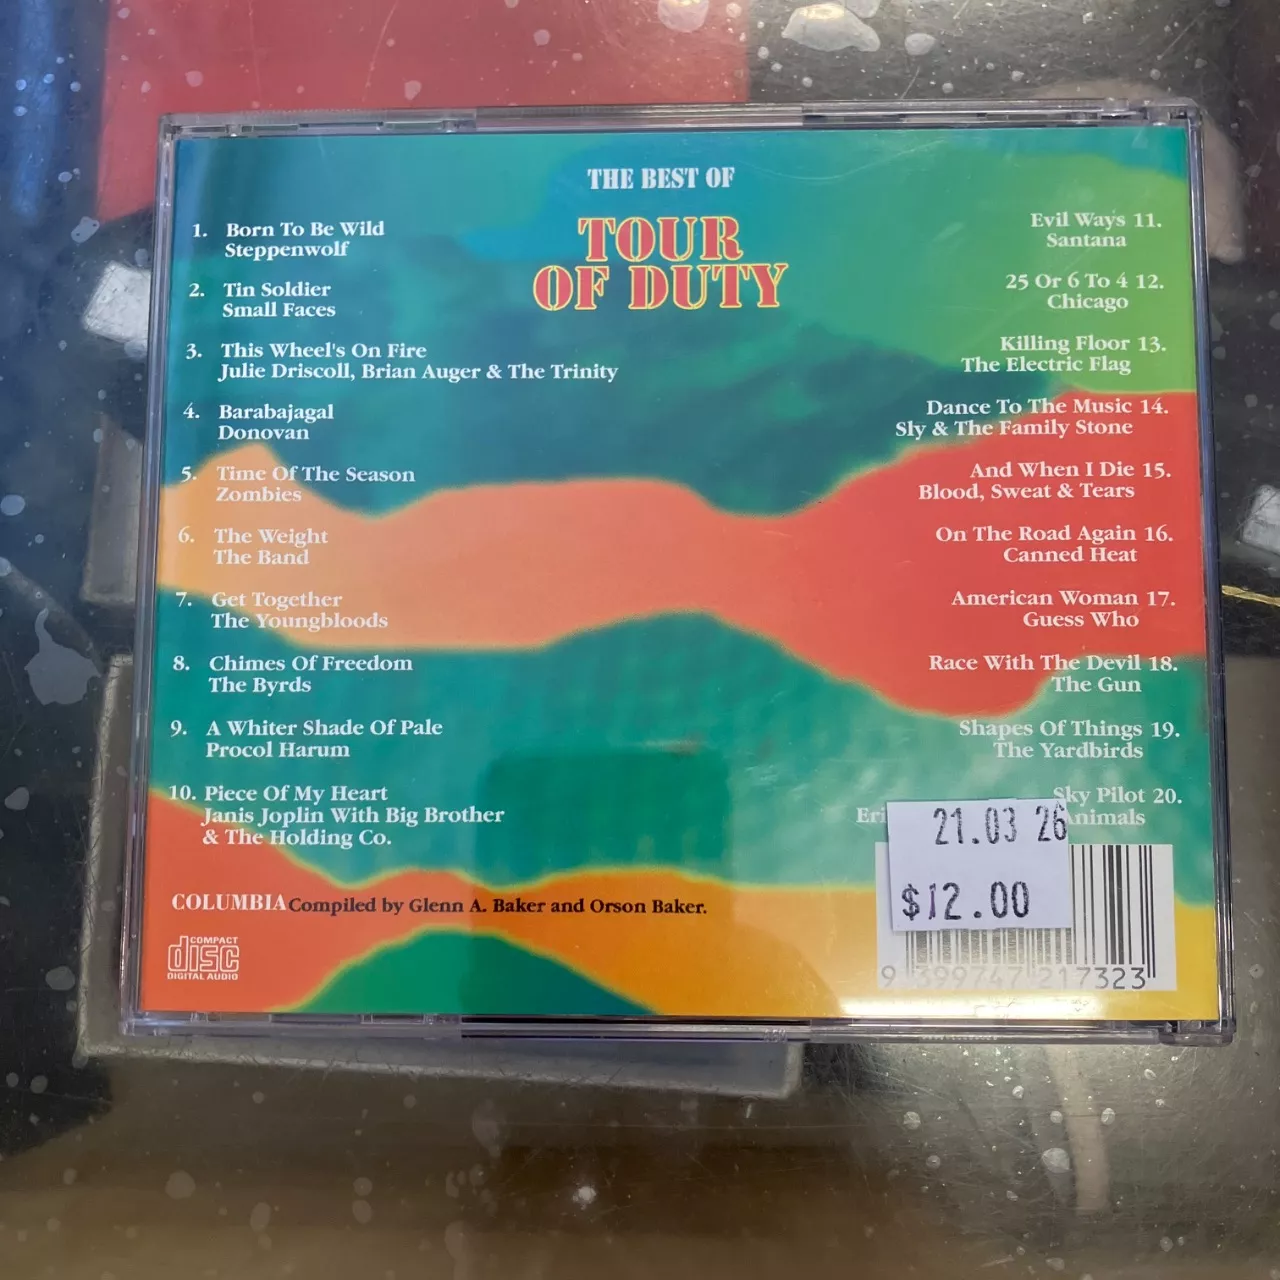 THE BEST OF
TOUR
OF DUTY
1. Born To Be Wild
Steppenwolf
2. Tin Soldier
Small Faces
3. This Wheel's On Fire
Julie Driscoll, Brian Auger & The Trinity
4. Barabajagal
Donovan
5. Time Of The Season
Zombies
6. The Weight
The Band
7. Get Together
The Youngbloods
8. Chimes Of Freedom
The Byrds
9. A Whiter Shade Of Pale
Procol Harum
10. Piece Of My Heart
Janis Joplin With Big Brother
& The Holding Co.
Evil Ways 11.
Santana
25 Or 6 To 4 12.
Chicago
Killing Floor 13.
The Electric Flag
Dance To The Music 14.
Sly & The Family Stone
And When I Die 15.
Blood, Sweat & Tears
On The Road Again 16.
Canned Heat
American Woman 17.
Guess Who
Race With The Devil 18.
The Gun
Shapes Of Things 19.
The Yardbirds
Sky Pilot 20.
Animals
21.03 26
$12.00
COLUMBIA Compiled by Glenn A. Baker and Orson Baker.
COMPACT
disc
DIGITAL AUDIO
9 399747 217323